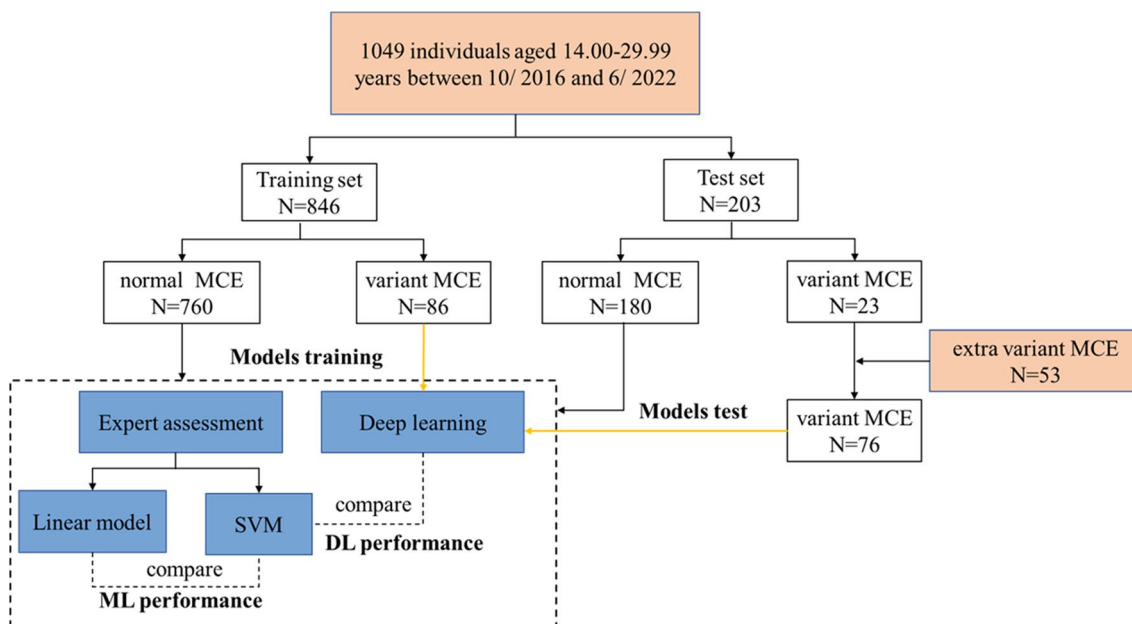 1049 individuals aged 14.00-29.99
years between 10/ 2016 and 6/ 2022
Training set
N=846
Test set
N=203
normal MCE
N=760
variant MCE
N=86
normal MCE
N=180
variant MCE
N=23
Models training
extra variant MCE
N=53
Expert assessment
Deep learning
Models test
variant MCE
N=76
Linear model
SVM
compare
DL performance
compare
ML performance